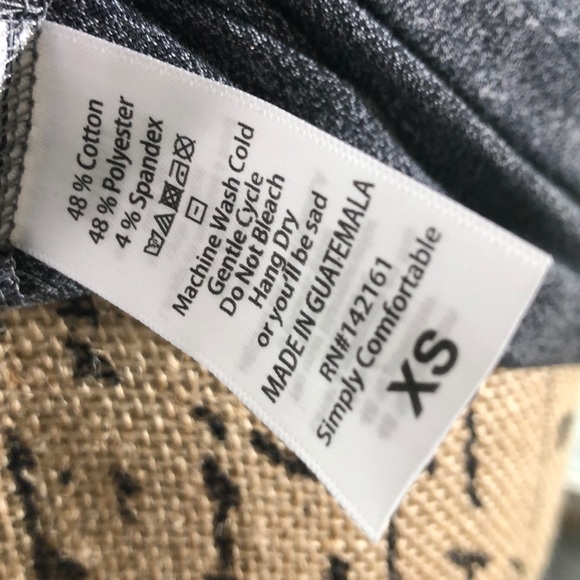 48 % Cotton
48 % Polyester
4 % Spandex
Machine Wash Cold
Gentle Cycle
Do Not Bleach
Hang Dry
or you'll be sad
MADE IN GUATEMALA
RN#142161
Simply Comfortable
XS